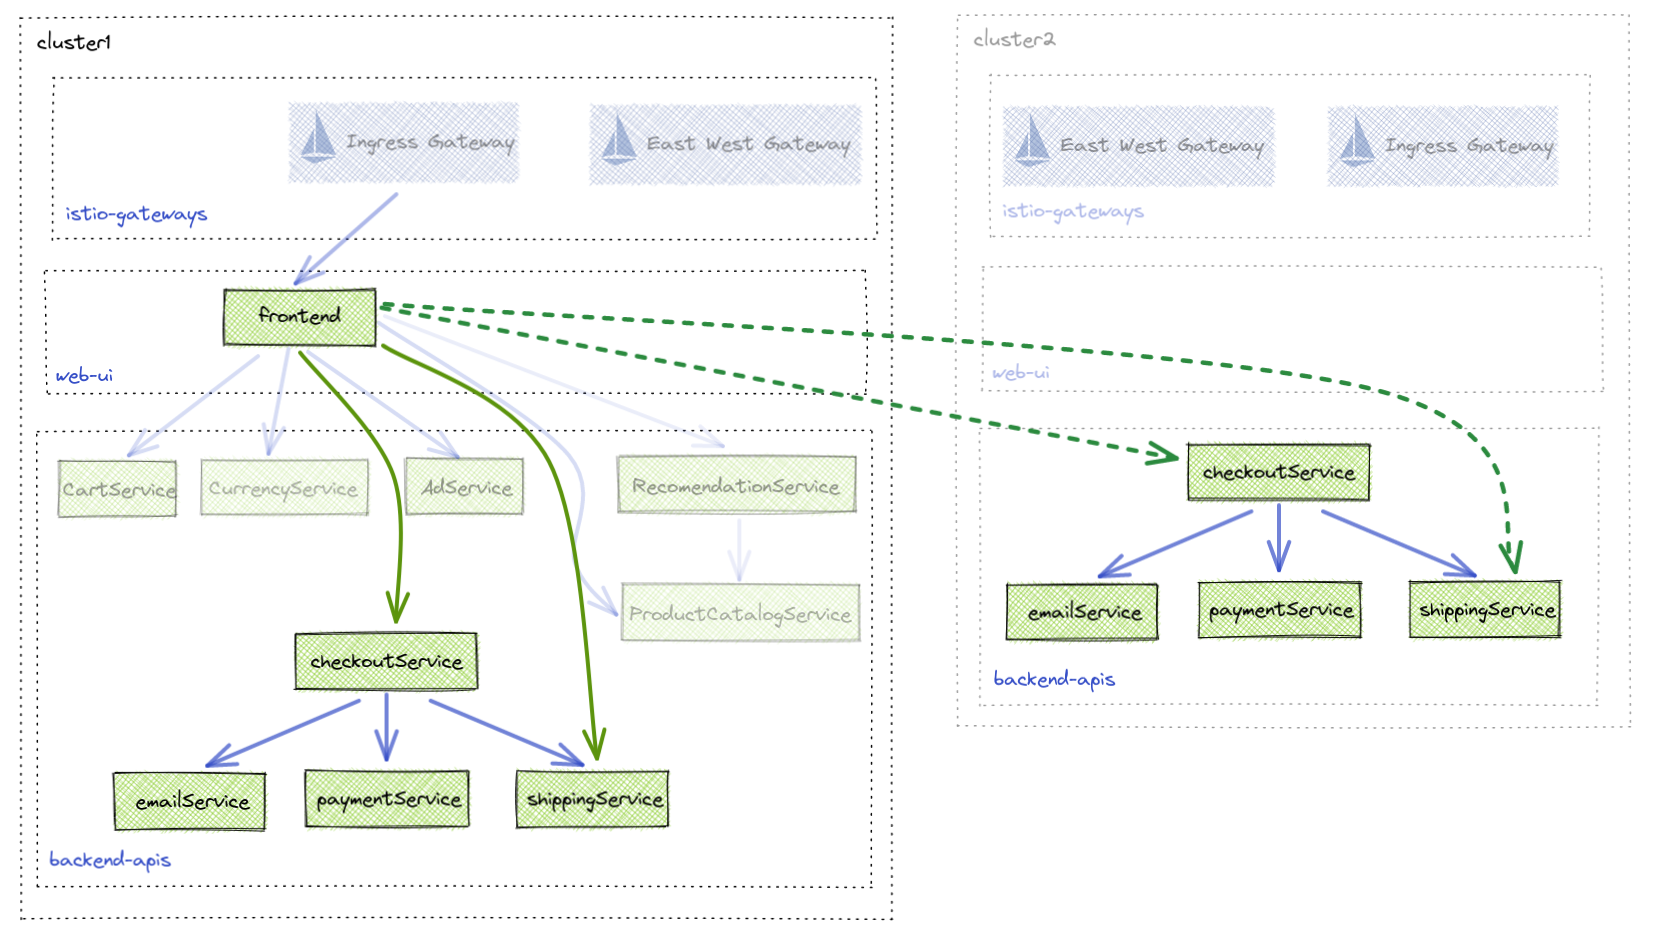 cluster1
Ingress Gateway
East West Gateway
istio-gateways
frontend
web-ui
CartService
CurrencyService
AdService
RecomendationService
ProductCatalogService
checkoutService
emailService
paymentService
shippingService
backend-apis
cluster2
East West Gateway
Ingress Gateway
istio-gateways
web-ui
checkoutService
emailService
paymentService
shippingService
backend-apis